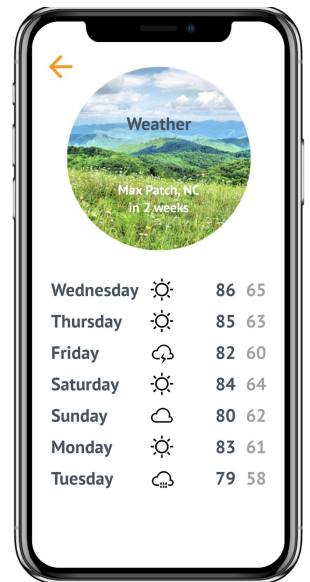 Weather
Max Patch, NC
in 2 weeks
Wednesday 86 65
Thursday 85 63
Friday 82 60
Saturday 84 64
Sunday 80 62
Monday 83 61
Tuesday 79 58